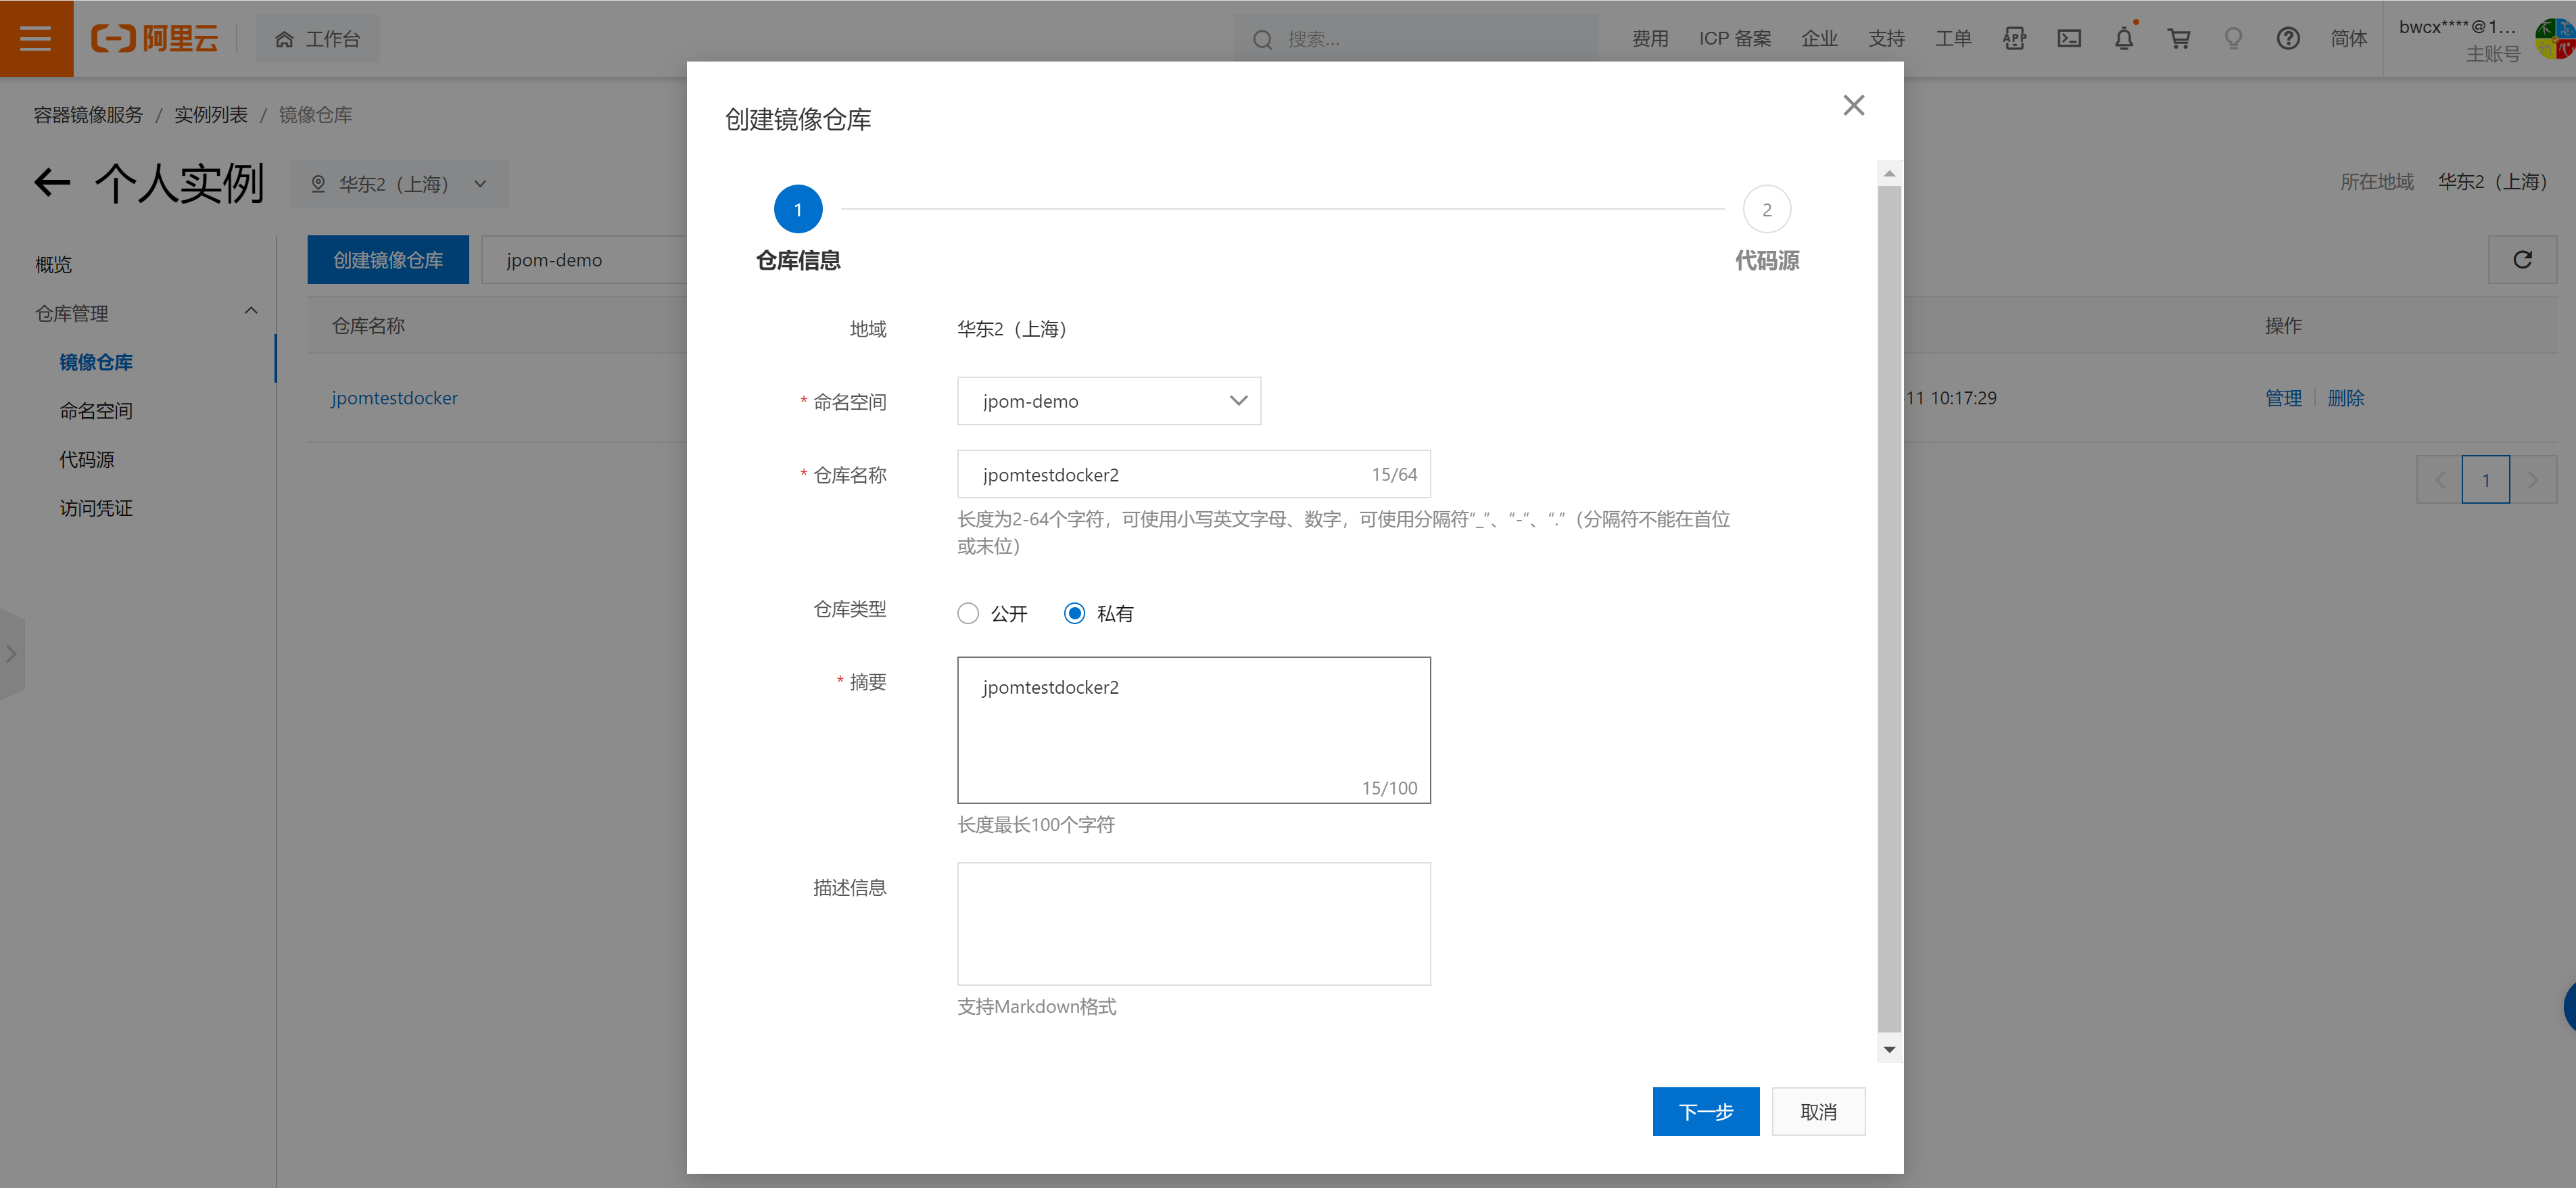 阿里云
工作台
搜索...
费用
ICP 备案
企业
支持
工单
简体
bwcx****@1...
主账号
容器镜像服务 / 实例列表 / 镜像仓库
个人实例
华东2（上海）
所在地域 华东2（上海）
概览
仓库管理
镜像仓库
命名空间
代码源
访问凭证
创建镜像仓库
jpom-demo
仓库名称
操作
jpomtestdocker
11 10:17:29
管理
删除
1
创建镜像仓库
1
仓库信息
2
代码源
地域 华东2（上海）
* 命名空间 jpom-demo
* 仓库名称 jpomtestdocker2 15/64
长度为2-64个字符，可使用小写英文字母、数字，可使用分隔符“_”、“-”、“.”（分隔符不能在首位
或末位）
仓库类型 公开 私有
* 摘要 jpomtestdocker2
15/100
长度最长100个字符
描述信息
支持Markdown格式
下一步
取消